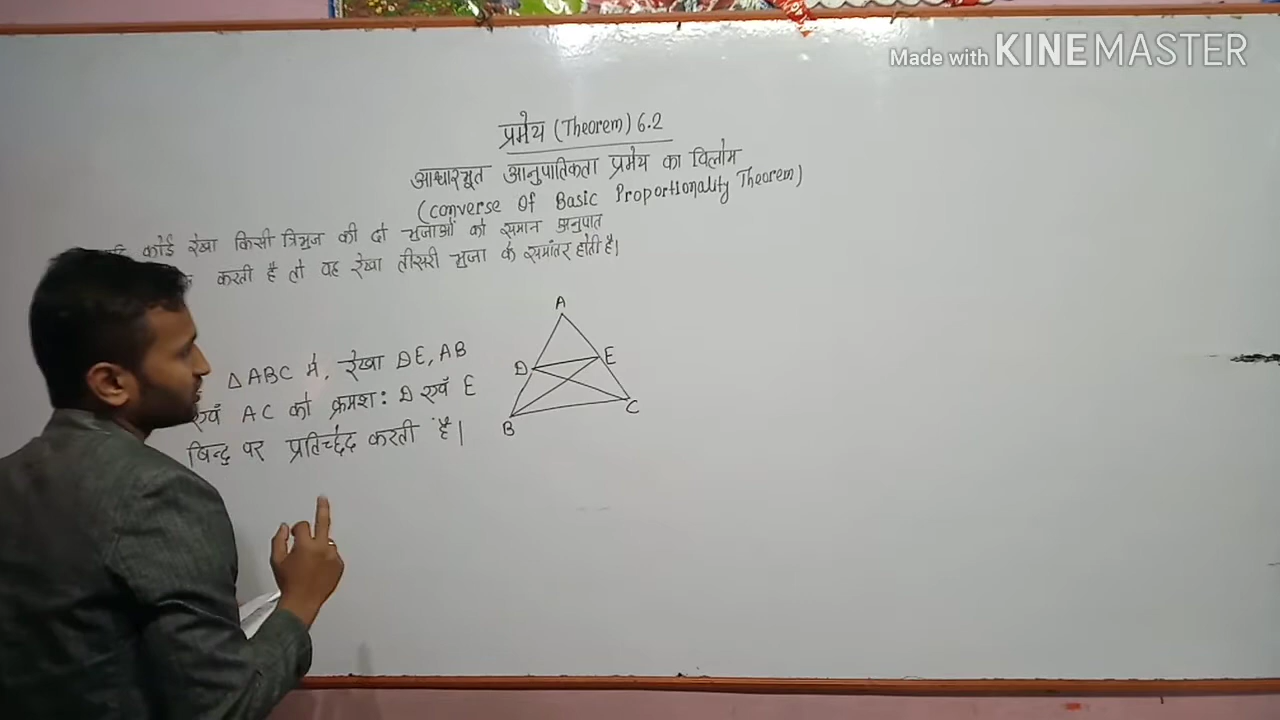 Made with KINEMASTER
प्रमेय (Theorem) 6.2
आधारभूत आनुपातिकता प्रमेय का विलोम
(converse Of Basic Proportionality Theorem)
कोई रेखा किसी त्रिभुज की दो भुजाओं को समान अनुपात
करती है तो वह रेखा तीसरी भुजा के समांतर होती है।
A
D
E
B
C
△ABC में, रेखा DE, AB
एवं AC को क्रमश: D एवं E
बिन्दु पर प्रतिच्छेद करती है।